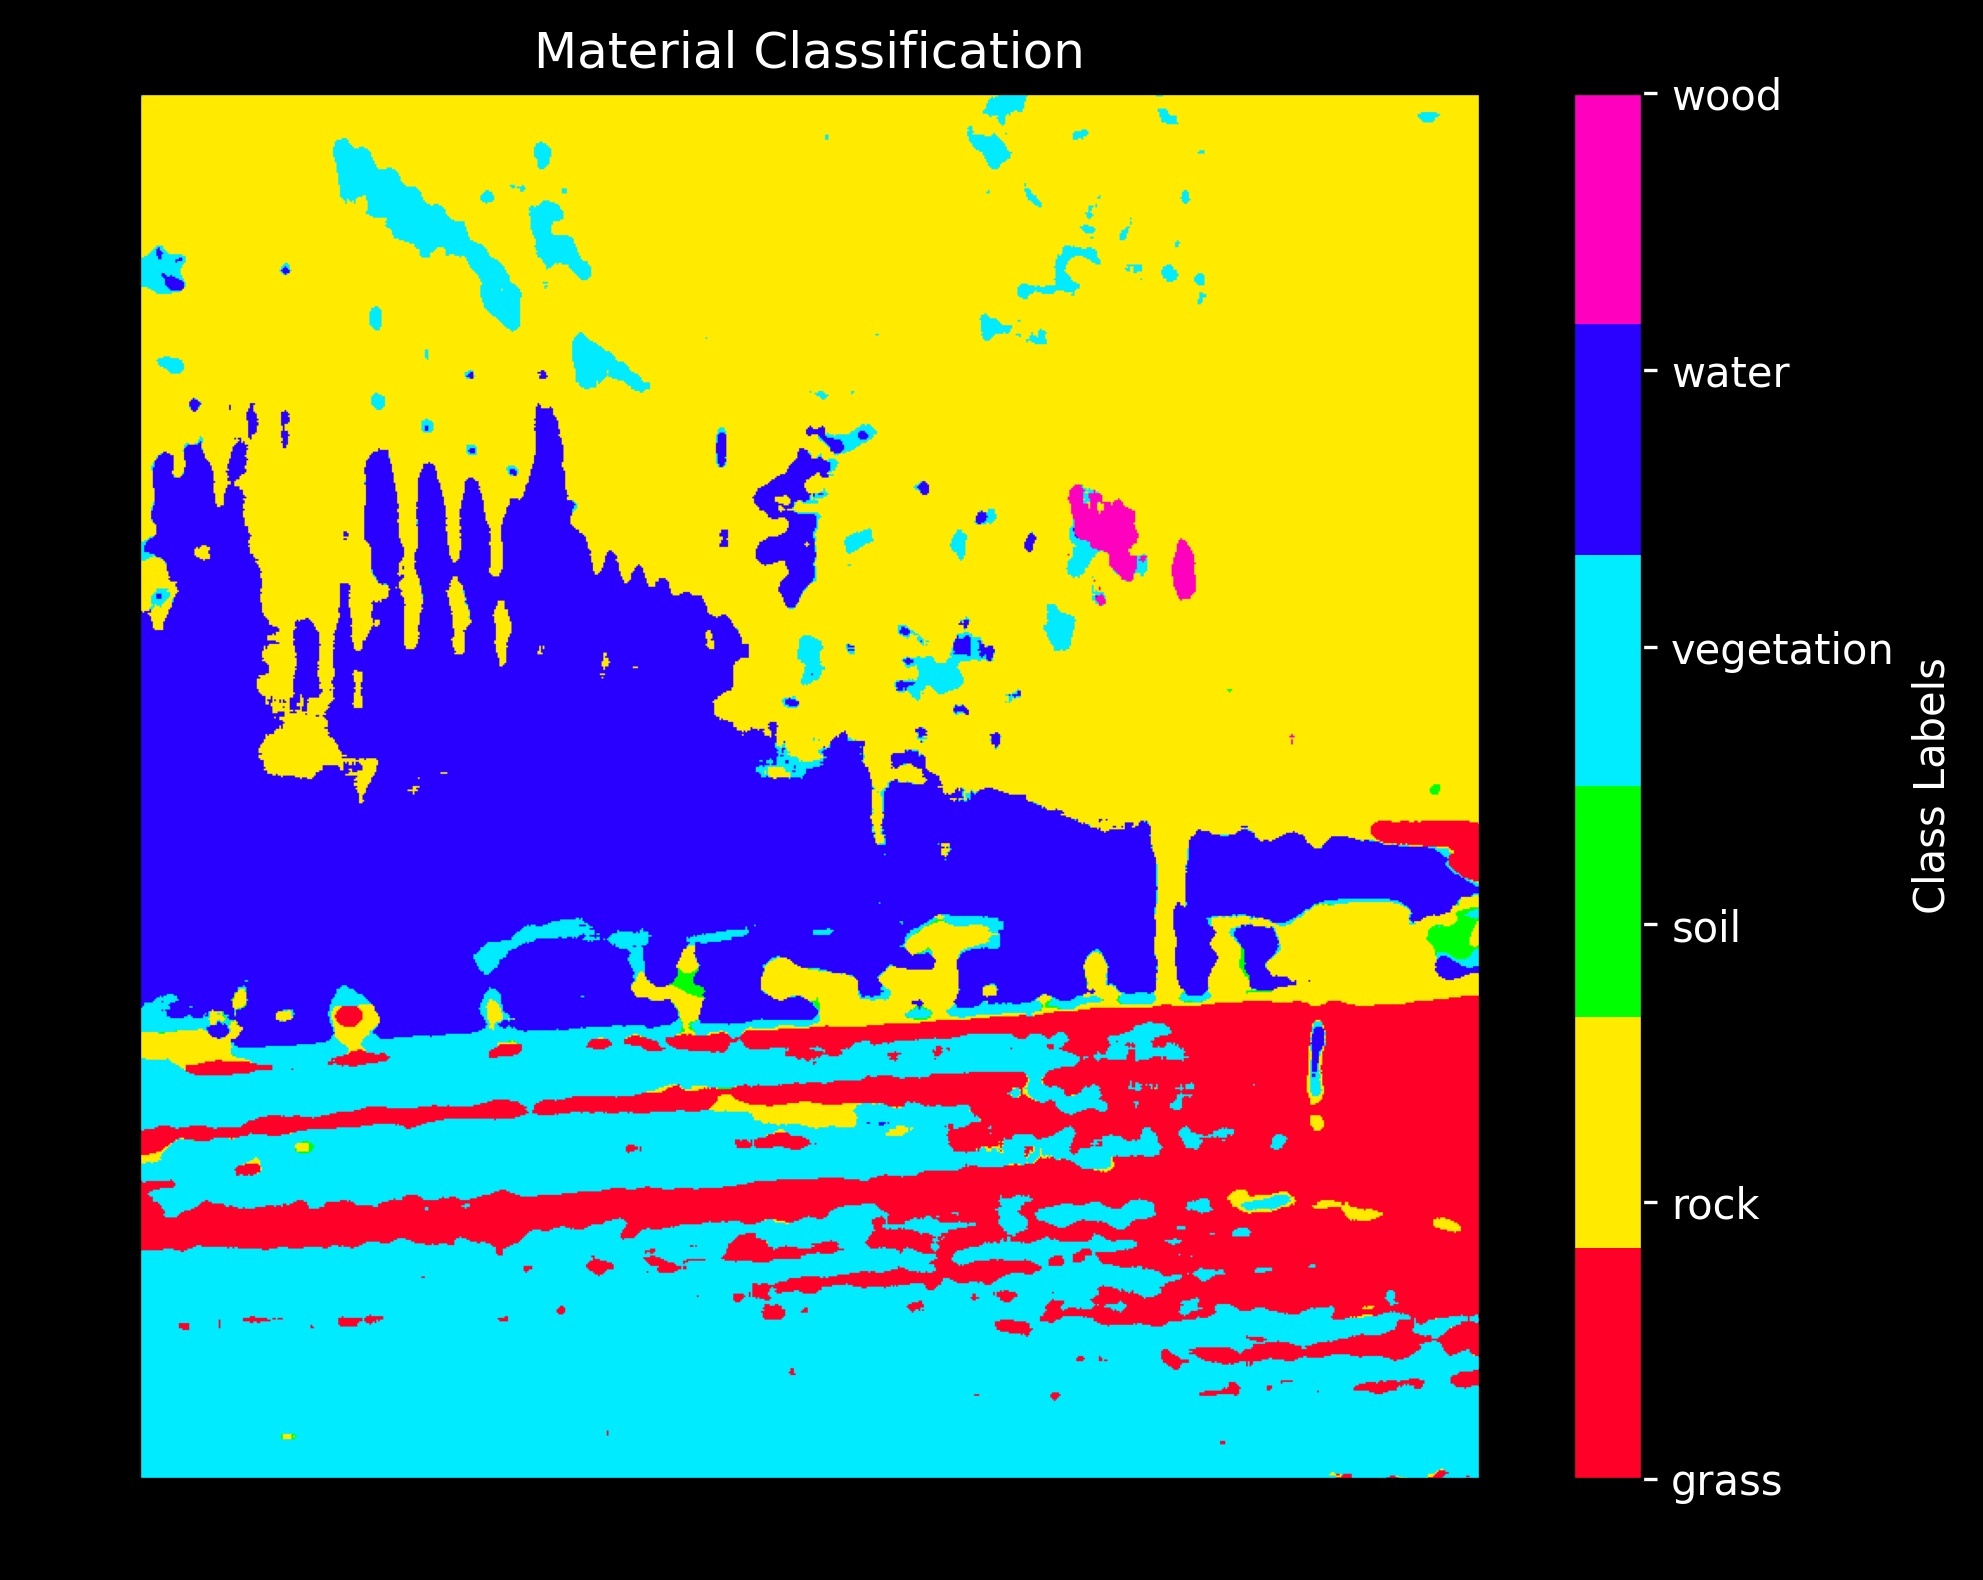 Material Classification
wood
water
vegetation
soil
rock
grass
Class Labels